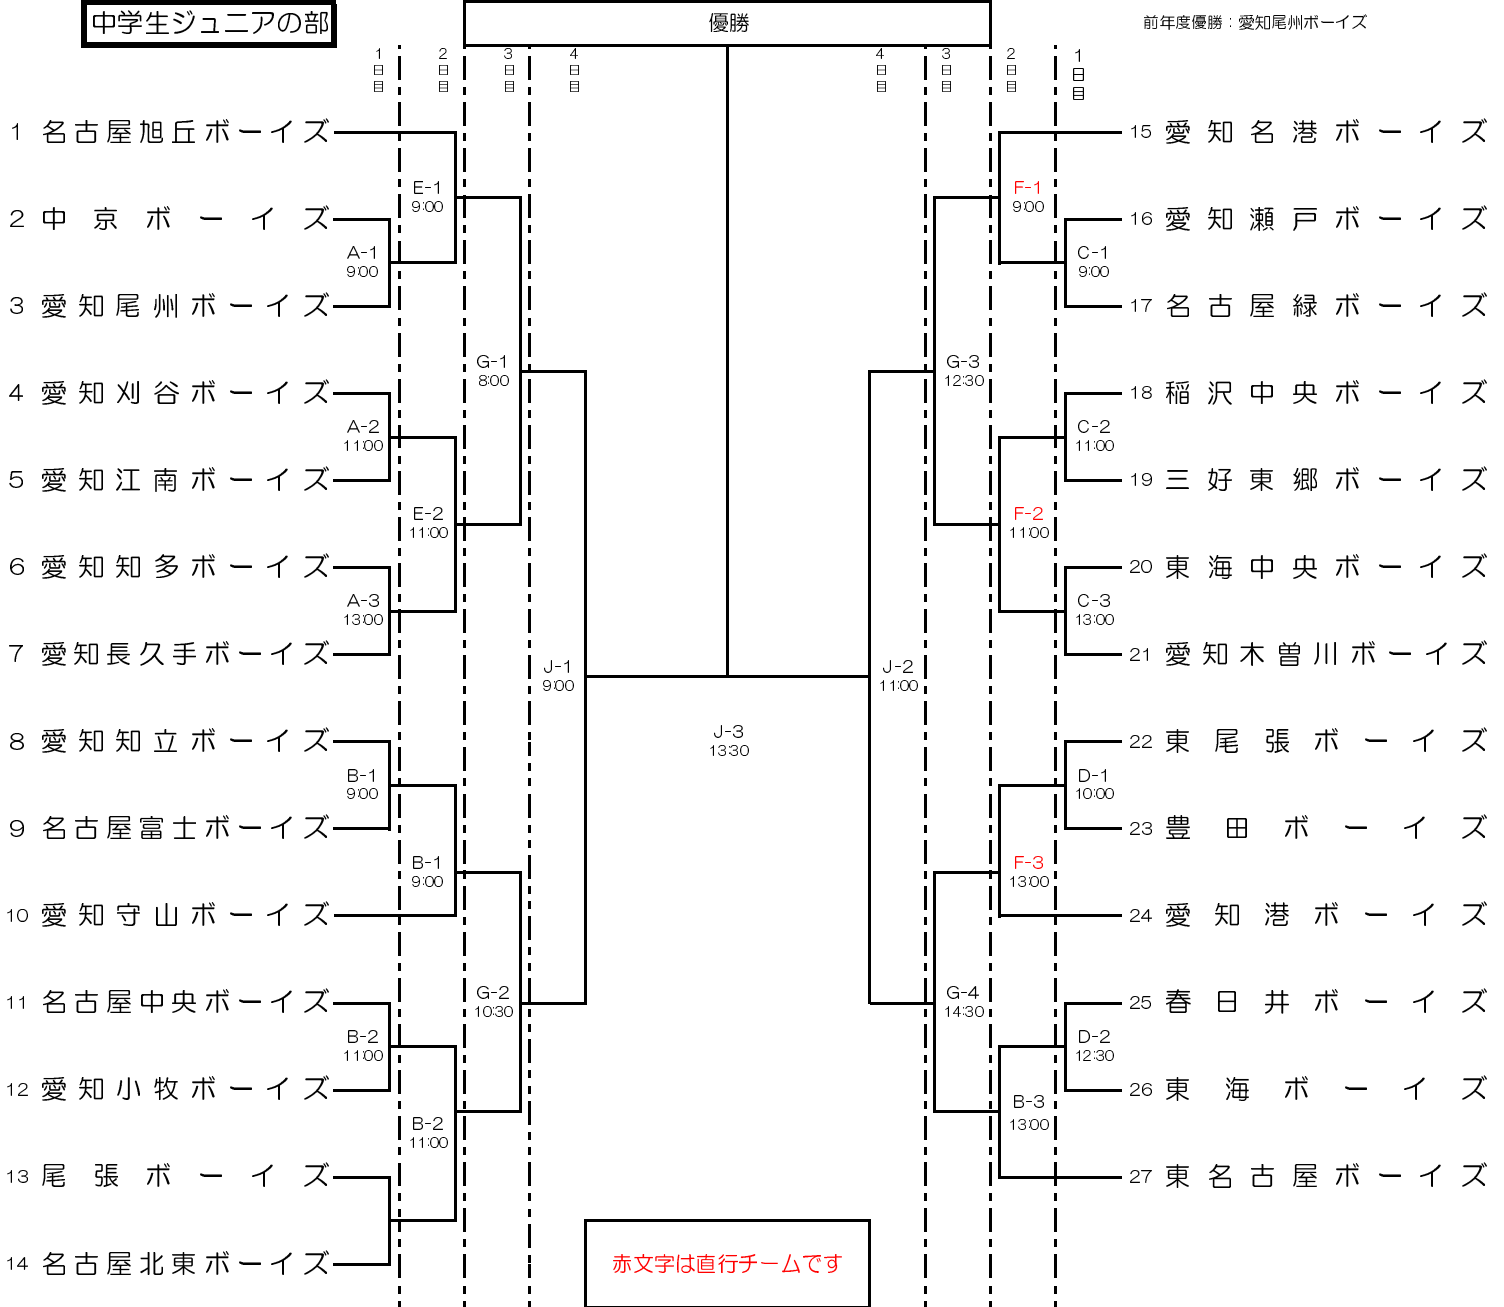 中学生ジュニアの部
優勝
前年度優勝：愛知尾州ボーイズ
1日目
2日目
3日目
4日目
4日目
3日目
2日目
1日目
1 名古屋旭丘ボーイズ
2 中京ボーイズ
3 愛知尾州ボーイズ
4 愛知刈谷ボーイズ
5 愛知江南ボーイズ
6 愛知知多ボーイズ
7 愛知長久手ボーイズ
8 愛知知立ボーイズ
9 名古屋富士ボーイズ
10 愛知守山ボーイズ
11 名古屋中央ボーイズ
12 愛知小牧ボーイズ
13 尾張ボーイズ
14 名古屋北東ボーイズ
A-1
9:00
A-2
11:00
A-3
13:00
B-1
9:00
B-2
11:00
E-1
9:00
E-2
11:00
B-1
9:00
B-2
11:00
G-1
8:00
G-2
10:30
J-1
9:00
J-3
13:30
J-2
11:00
G-3
12:30
G-4
14:30
F-1
9:00
F-2
11:00
F-3
13:00
B-3
13:00
C-1
9:00
C-2
11:00
C-3
13:00
D-1
10:00
D-2
12:30
15 愛知名港ボーイズ
16 愛知瀬戸ボーイズ
17 名古屋緑ボーイズ
18 稲沢中央ボーイズ
19 三好東郷ボーイズ
20 東海中央ボーイズ
21 愛知木曽川ボーイズ
22 東尾張ボーイズ
23 豊田ボーイズ
24 愛知港ボーイズ
25 春日井ボーイズ
26 東海ボーイズ
27 東名古屋ボーイズ
赤文字は直行チームです